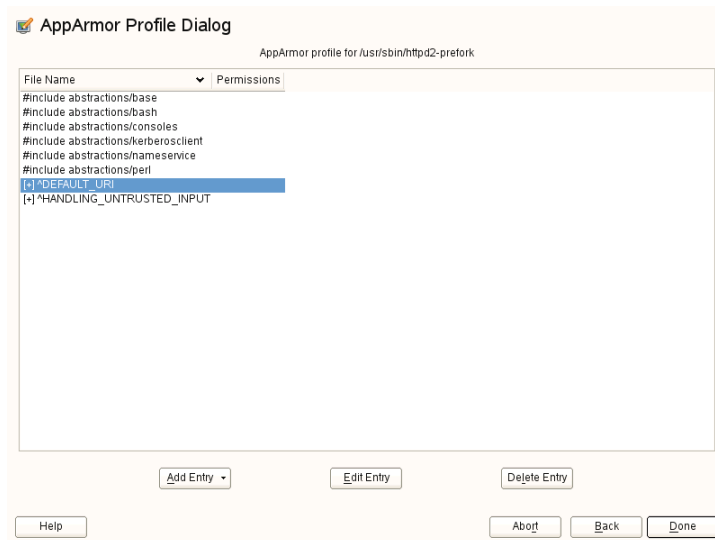 AppArmor Profile Dialog
AppArmor profile for /usr/sbin/httpd2-prefork
File Name Permissions
#include abstractions/base
#include abstractions/bash
#include abstractions/consoles
#include abstractions/kerberosclient
#include abstractions/nameservice
#include abstractions/perl
[+] ^DEFAULT_URI
[+] ^HANDLING_UNTRUSTED_INPUT
Add Entry Edit Entry Delete Entry
Help Abort Back Done